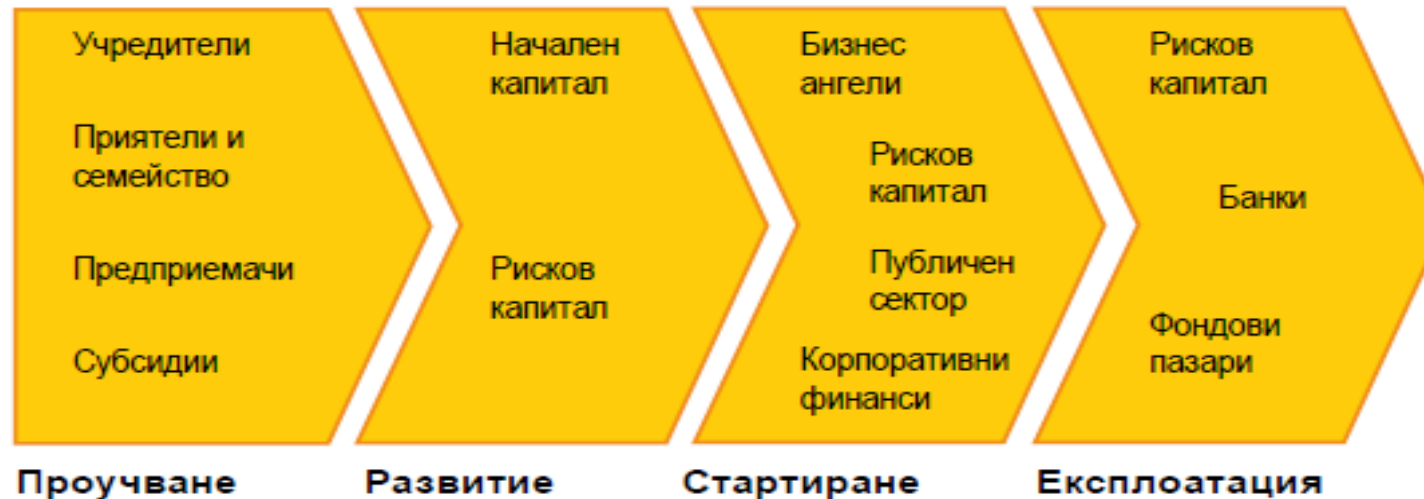 Учредители
Приятели и
семейство
Предприемачи
Субсидии
Начален
капитал
Рисков
капитал
Бизнес
ангели
Рисков
капитал
Публичен
сектор
Корпоративни
финанси
Рисков
капитал
Банки
Фондови
пазари
Проучване
Развитие
Стартиране
Експлоатация